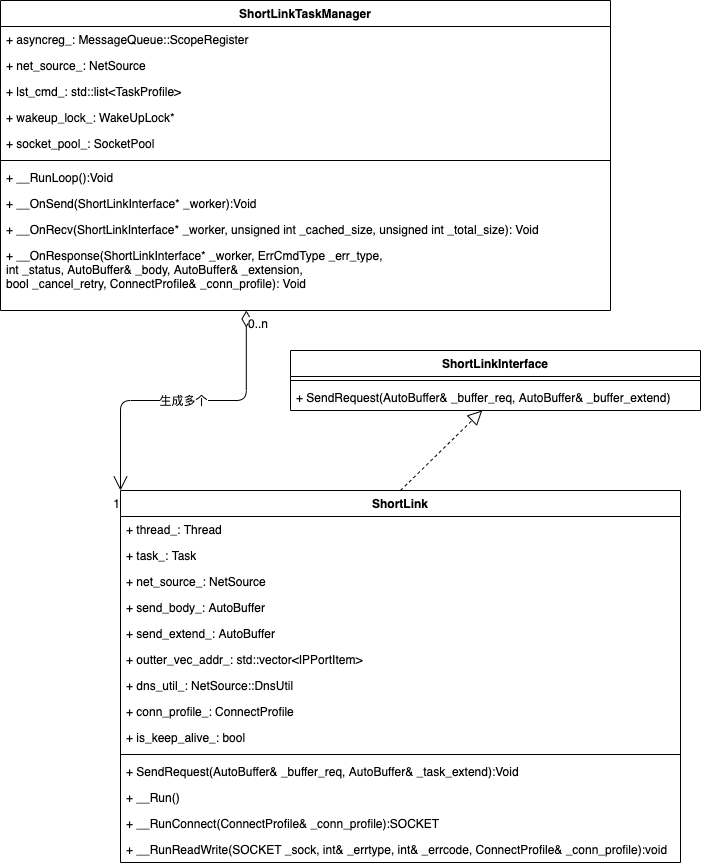 ShortLinkTaskManager
+ asyncreg_: MessageQueue::ScopeRegister
+ net_source_: NetSource
+ lst_cmd_: std::list<TaskProfile>
+ wakeup_lock_: WakeUpLock*
+ socket_pool_: SocketPool
+ __RunLoop():Void
+ __OnSend(ShortLinkInterface* _worker):Void
+ __OnRecv(ShortLinkInterface* _worker, unsigned int _cached_size, unsigned int _total_size): Void
+ __OnResponse(ShortLinkInterface* _worker, ErrCmdType _err_type,
int _status, AutoBuffer& _body, AutoBuffer& _extension,
bool _cancel_retry, ConnectProfile& _conn_profile): Void
0..n
生成多个
1
ShortLinkInterface
+ SendRequest(AutoBuffer& _buffer_req, AutoBuffer& _buffer_extend)
ShortLink
+ thread_: Thread
+ task_: Task
+ net_source_: NetSource
+ send_body_: AutoBuffer
+ send_extend_: AutoBuffer
+ outter_vec_addr_: std::vector<IPPortItem>
+ dns_util_: NetSource::DnsUtil
+ conn_profile_: ConnectProfile
+ is_keep_alive_: bool
+ SendRequest(AutoBuffer& _buffer_req, AutoBuffer& _task_extend):Void
+ __Run()
+ __RunConnect(ConnectProfile& _conn_profile):SOCKET
+ __RunReadWrite(SOCKET _sock, int& _errtype, int& _errcode, ConnectProfile& _conn_profile):void